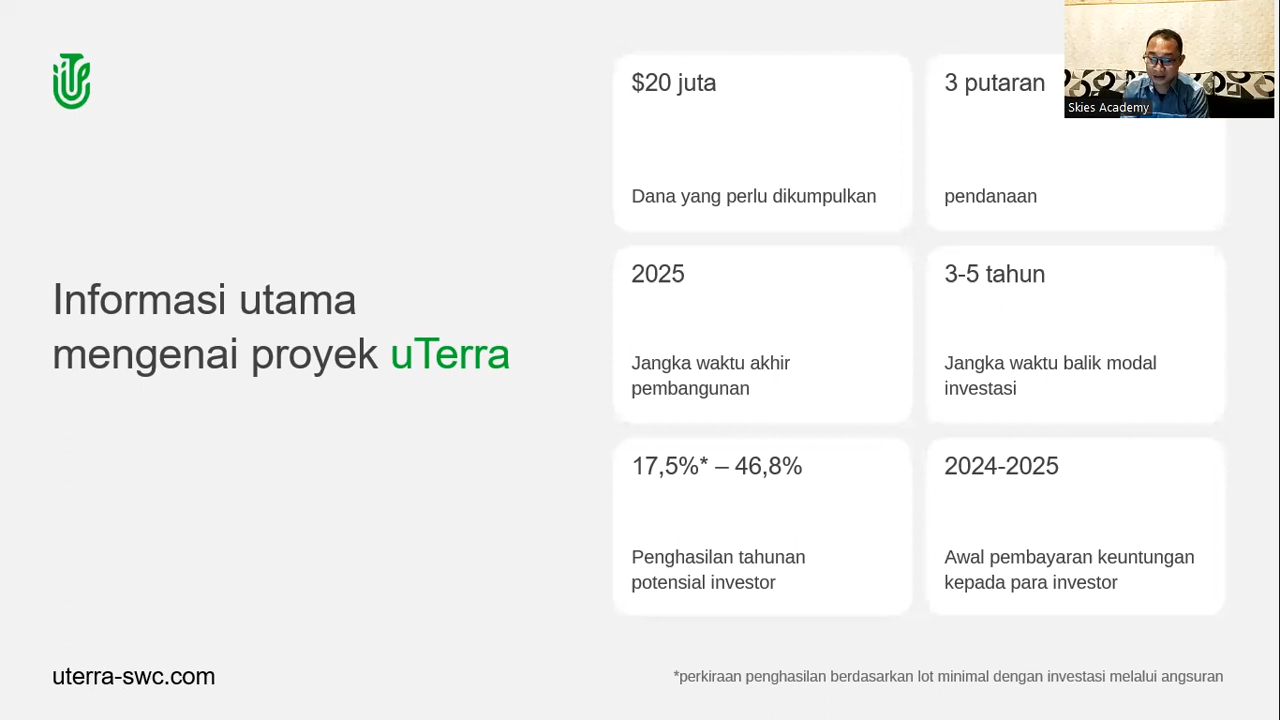 Informasi utama
mengenai proyek uTerra
$20 juta
Dana yang perlu dikumpulkan
3 putaran
pendanaan
Skies Academy
2025
Jangka waktu akhir
pembangunan
3-5 tahun
Jangka waktu balik modal
investasi
17,5%* – 46,8%
Penghasilan tahunan
potensial investor
2024-2025
Awal pembayaran keuntungan
kepada para investor
uterra-swc.com
*perkiraan penghasilan berdasarkan lot minimal dengan investasi melalui angsuran